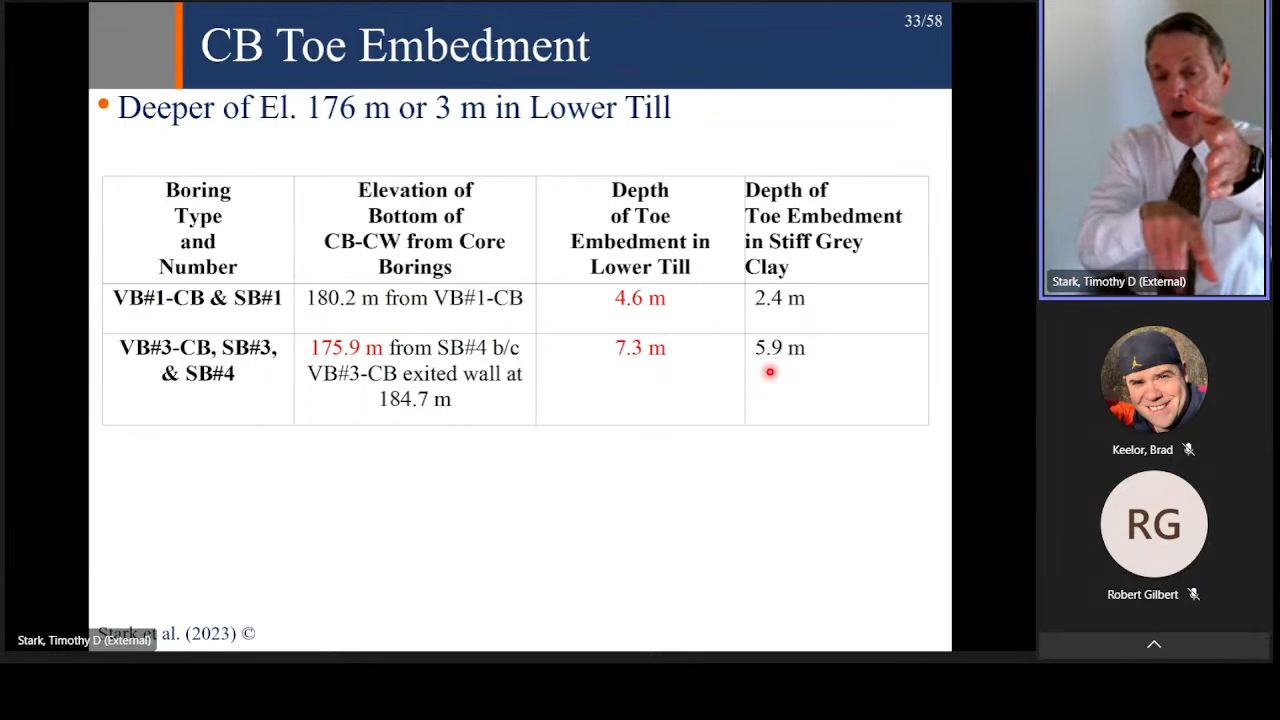 33/58
CB Toe Embedment
• Deeper of El. 176 m or 3 m in Lower Till
Boring
Type
and
Number
Elevation of
Bottom of
CB-CW from Core
Borings
Depth
of Toe
Embedment in
Lower Till
Depth of
Toe Embedment
in Stiff Grey
Clay
VB#1-CB & SB#1
180.2 m from VB#1-CB
4.6 m
2.4 m
VB#3-CB, SB#3,
& SB#4
175.9 m from SB#4 b/c
VB#3-CB exited wall at
184.7 m
7.3 m
5.9 m
Stark et al. (2023) ©
Stark, Timothy D (External)
Stark, Timothy D (External)
Keelor, Brad
RG
Robert Gilbert